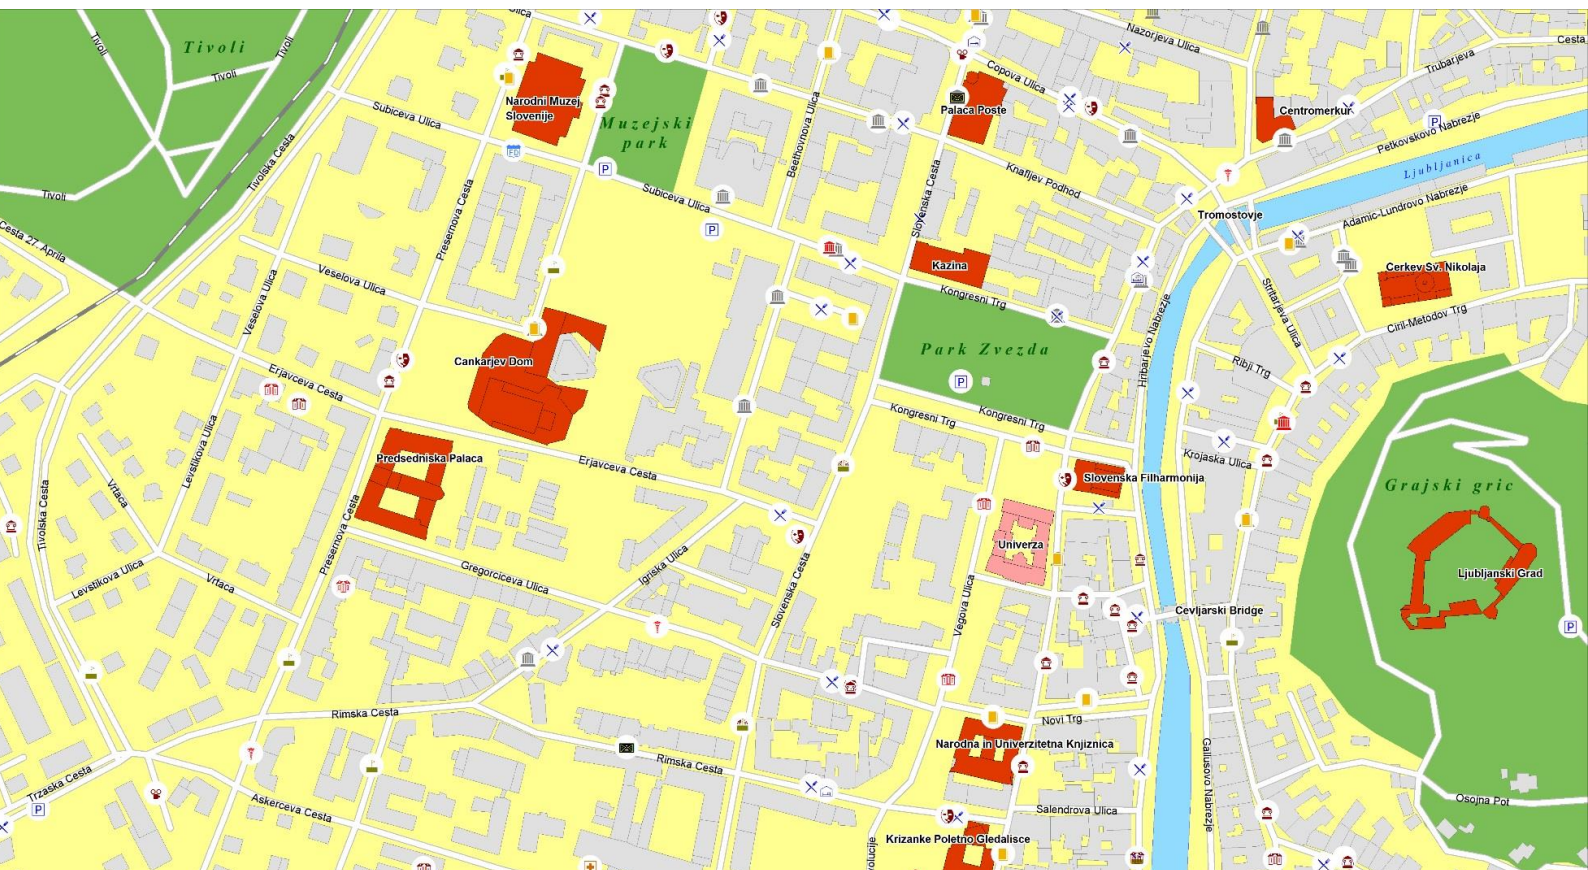 Ulica
Tivoli
Tivoli
Tivoli
Tivoli
Tivoli
Tivolska Cesta
Cesta 27. Aprila
Subiceva Ulica
Narodni Muzej
Slovenije
Muzejski
park
Subiceva Ulica
Beethovnova Ulica
Presernova Cesta
Copova Ulica
Palaca Poste
Nazorjeva Ulica
Cesta
Trubarjeva
Centromerkur
Petkovskovo Nabrezje
Ljubljanica
Adamic-Lundrovo Nabrezje
Knafljev Podhod
Slovenska Cesta
Tromostovje
Veselova Ulica
Veselova Ulica
Kazina
Kongresni Trg
Cerkev Sv. Nikolaja
Ciril-Metodov Trg
Stritarjeva Ulica
Hribarjevo Nabrezje
Ribji Trg
Park Zvezda
Cankarjev Dom
Erjavceva Cesta
Kongresni Trg
Kongresni Trg
Krojaska Ulica
Levstikova Ulica
Predsedniska Palaca
Erjavceva Cesta
Slovenska Filharmonija
Grajski gric
Vrtaca
Tivolska Cesta
Presernova Cesta
Univerza
Ljubljanski Grad
Levstikova Ulica
Vrtaca
Gregorciceva Ulica
Igriska Ulica
Slovenska Cesta
Vegova Ulica
Cevljarski Bridge
Rimska Cesta
Novi Trg
Narodna in Univerzitetna Knjiznica
Rimska Cesta
Gallusovo Nabrezje
Trzaska Cesta
Askerceva Cesta
Salendrova Ulica
Osojna Pot
Krizanke Poletno Gledalisce
volucije
P
P
P
P
P
P